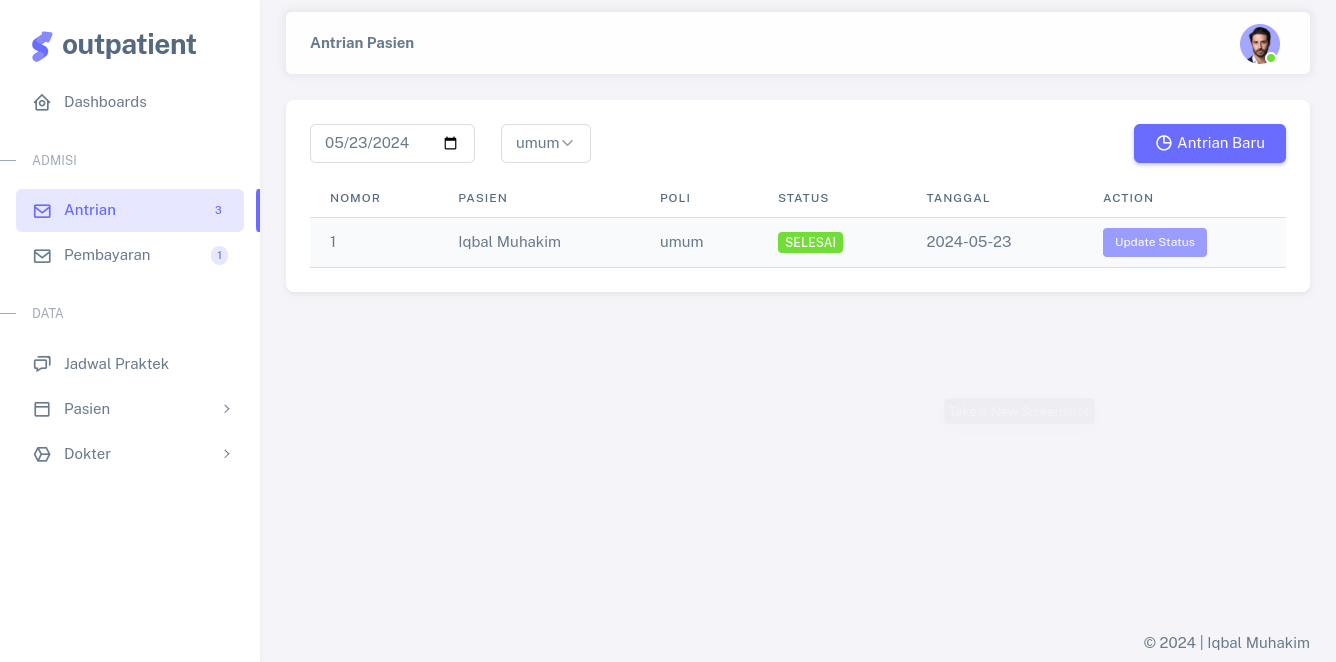 outpatient
Dashboards
ADMISI
Antrian 3
Pembayaran 1
DATA
Jadwal Praktek
Pasien
Dokter
Antrian Pasien
05/23/2024 umum Antrian Baru
NOMOR PASIEN POLI STATUS TANGGAL ACTION
1 Iqbal Muhakim umum SELESAI 2024-05-23 Update Status
Take a New Screenshot
© 2024 | Iqbal Muhakim